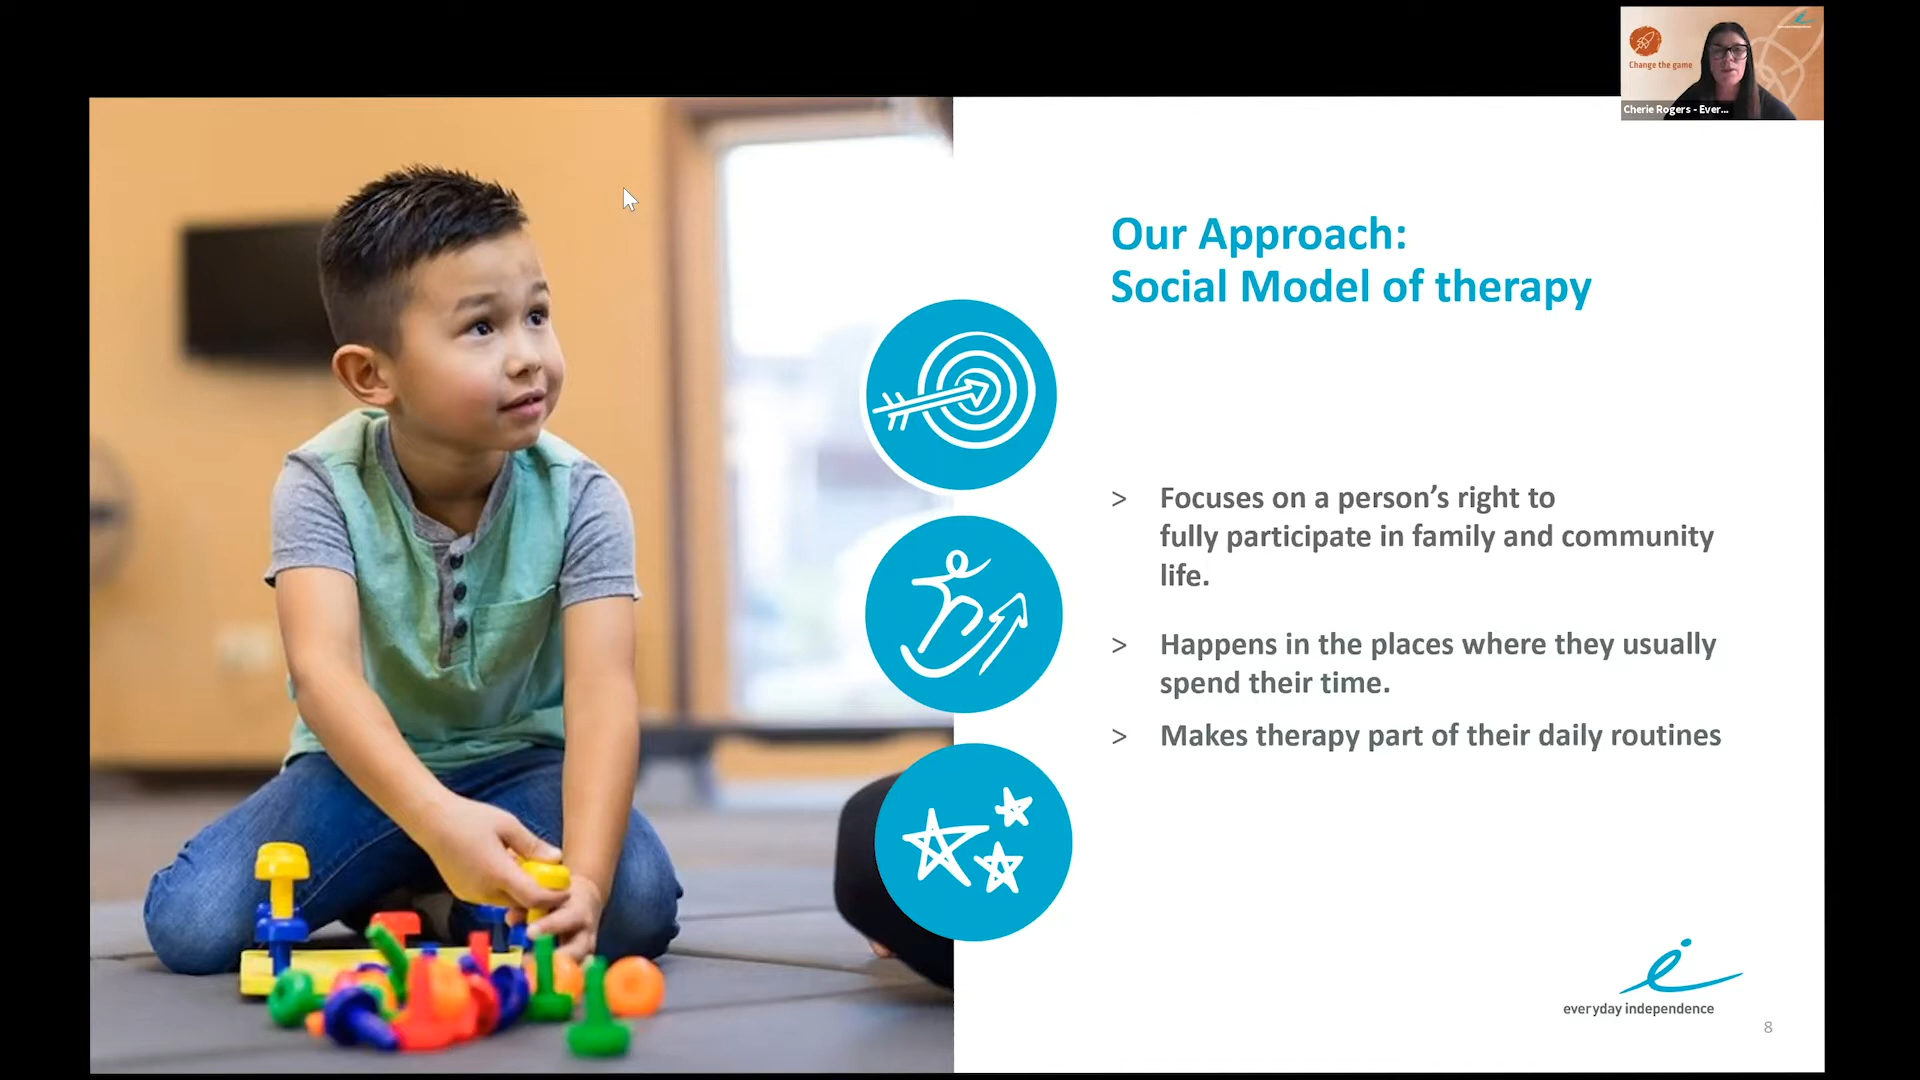 Change the game
Cherie Rogers - Ever...
Our Approach:
Social Model of therapy
> Focuses on a person’s right to
fully participate in family and community
life.
> Happens in the places where they usually
spend their time.
> Makes therapy part of their daily routines
everyday independence
8